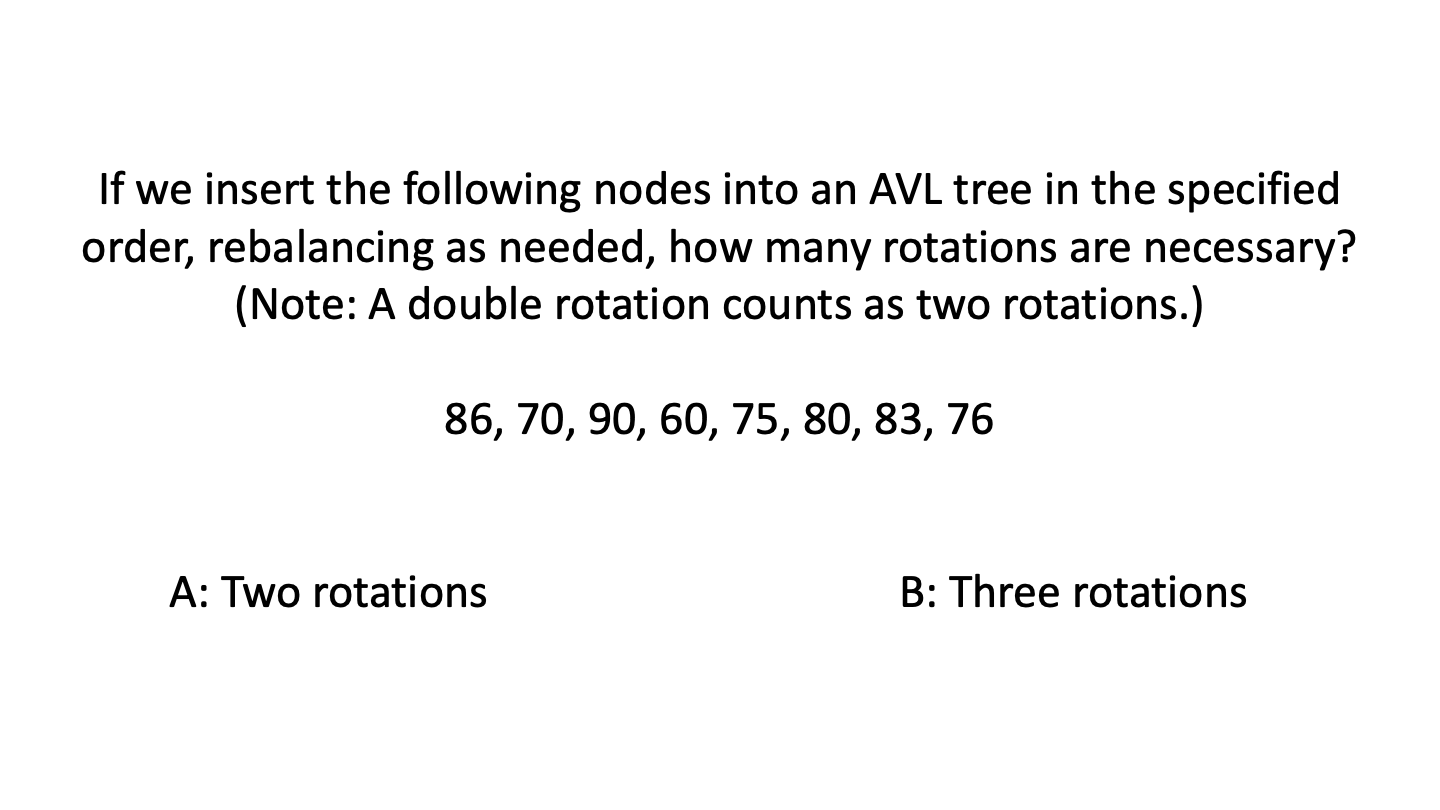 If we insert the following nodes into an AVL tree in the specified
order, rebalancing as needed, how many rotations are necessary?
(Note: A double rotation counts as two rotations.)
86, 70, 90, 60, 75, 80, 83, 76
A: Two rotations
B: Three rotations